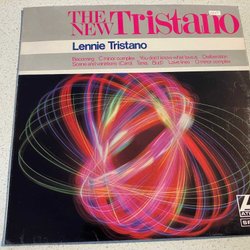 THE NEW Tristano
Lennie Tristano
Becoming C minor complex You don't know what love is Deliberation
Scene and variations (Carol Tania Bud) Love lines G minor complex